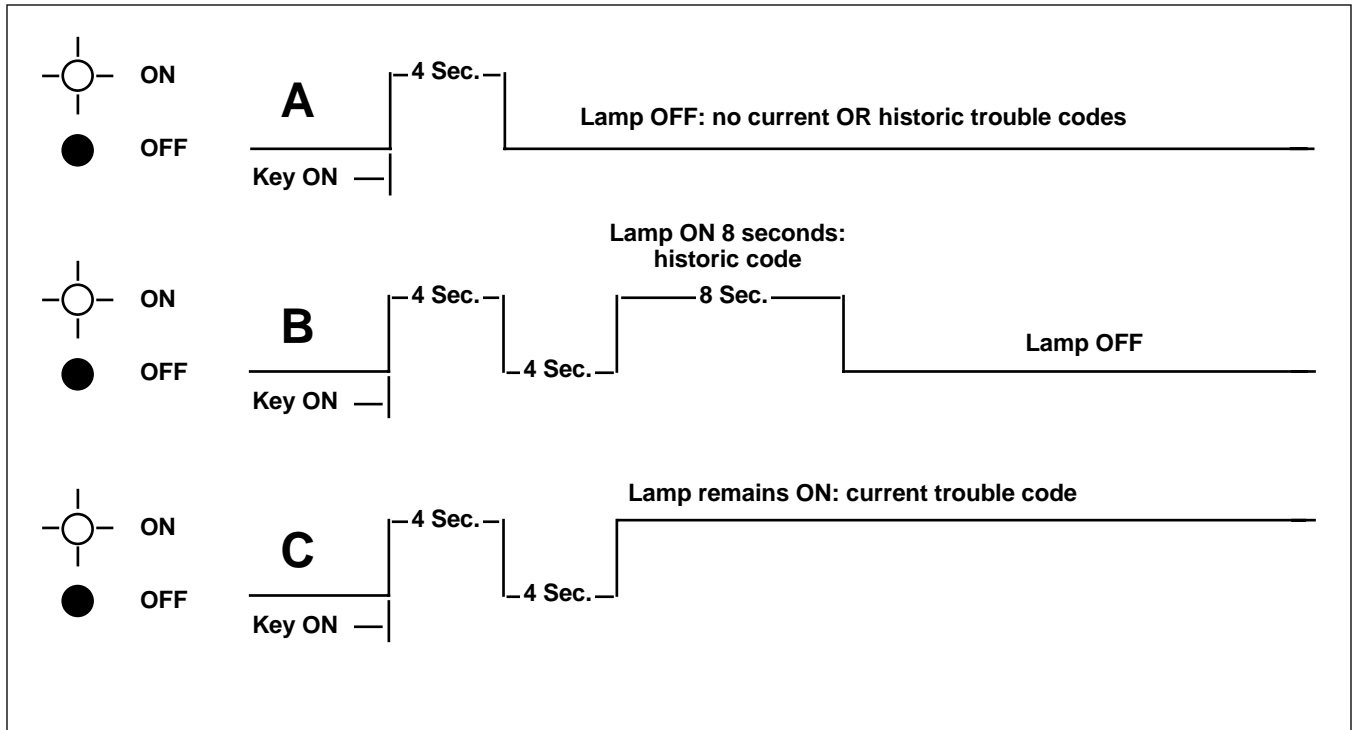 ON
A
4 Sec.
Lamp OFF: no current OR historic trouble codes
OFF
Key ON
Lamp ON 8 seconds:
historic code
ON
B
4 Sec.
8 Sec.
Lamp OFF
OFF
4 Sec.
Key ON
Lamp remains ON: current trouble code
ON
C
4 Sec.
OFF
4 Sec.
Key ON